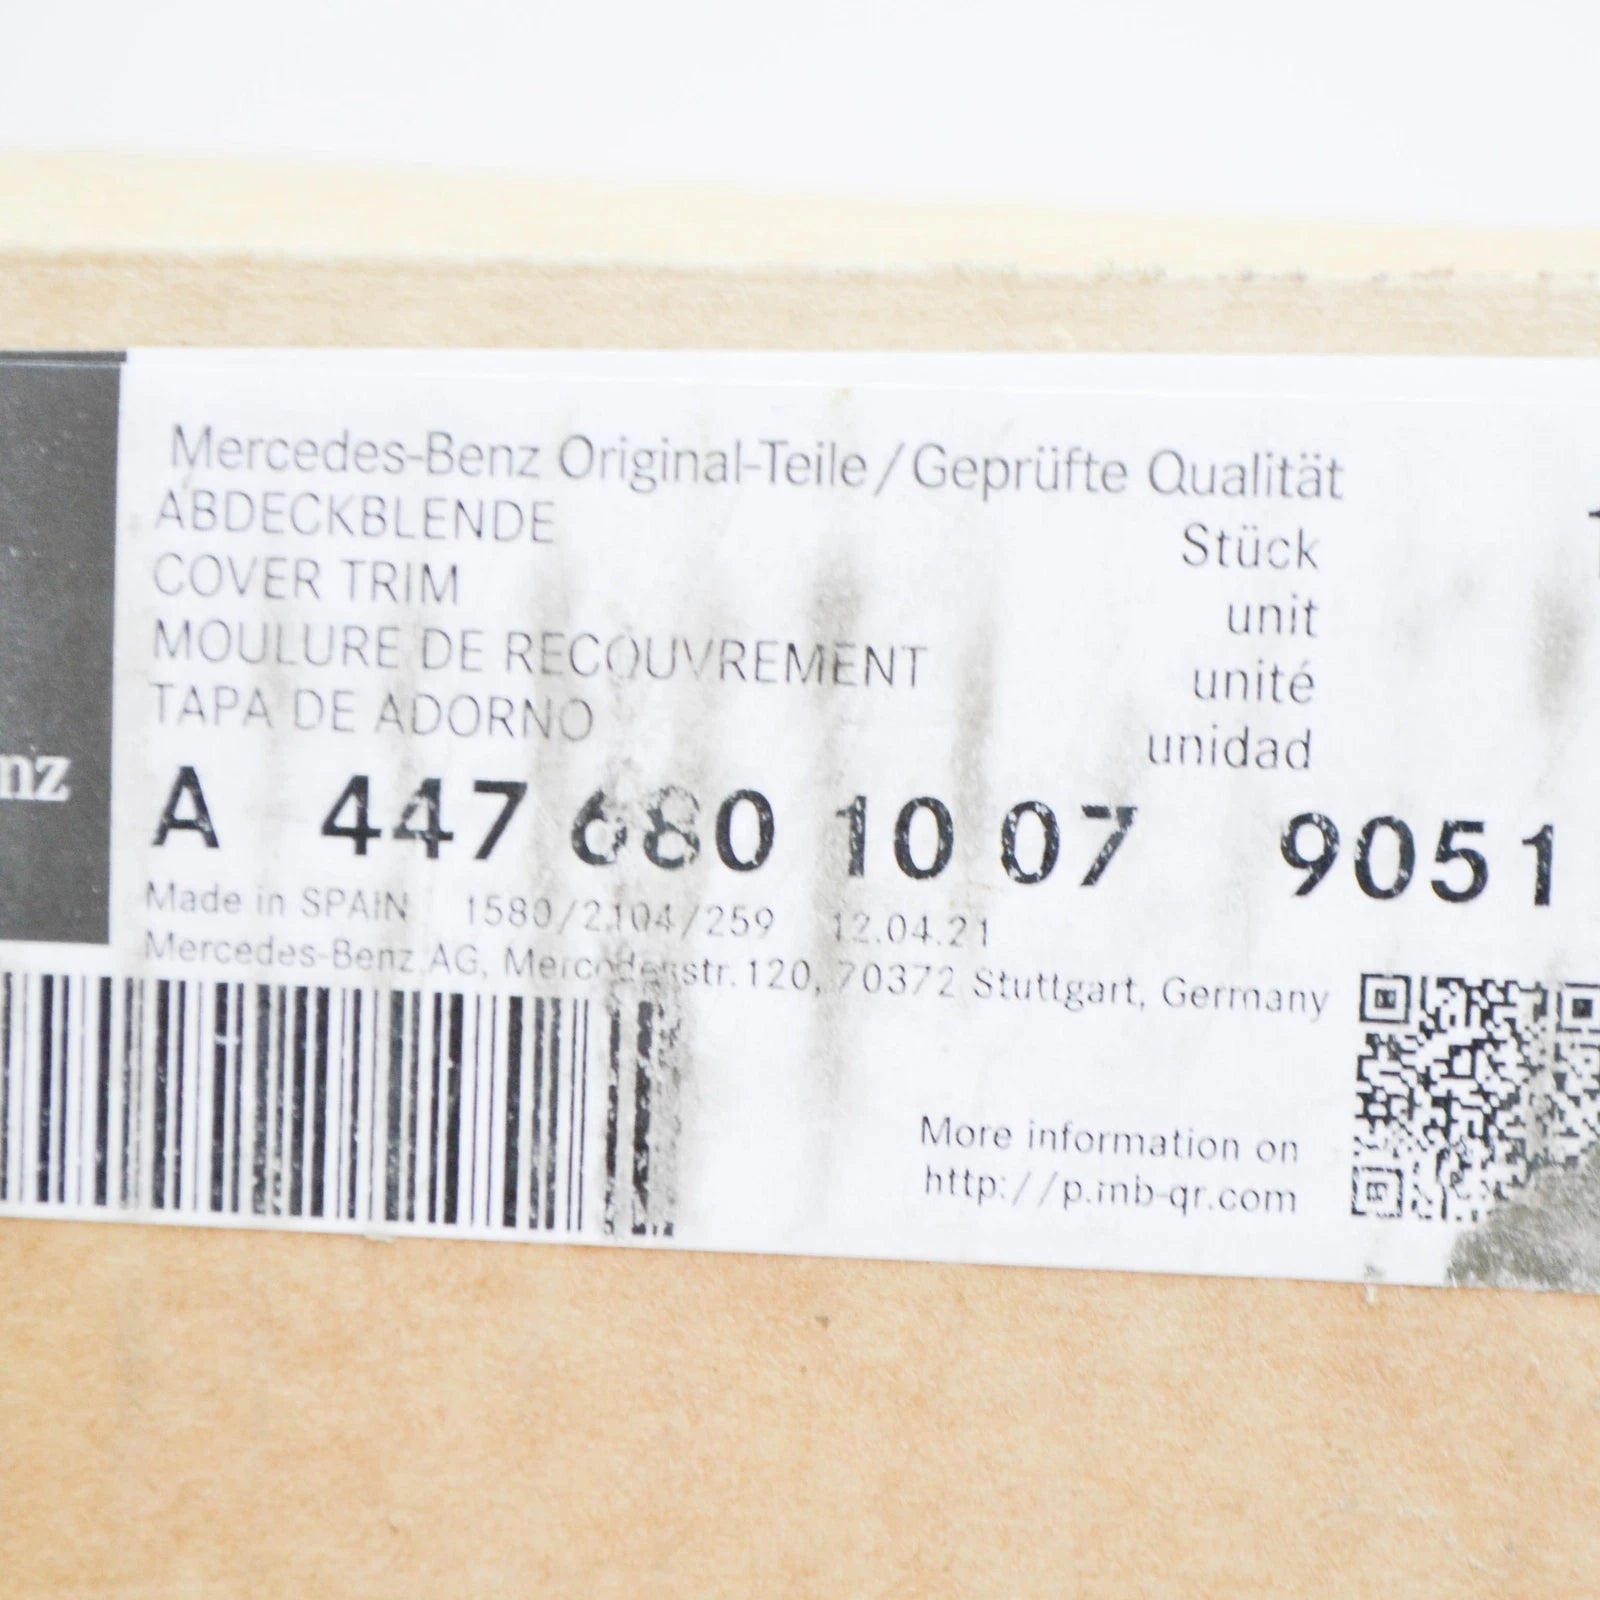 Mercedes-Benz Original-Teile/Geprüfte Qualität
ABDECKBLENDE Stück 1
COVER TRIM unit
MOULURE DE RECOUVREMENT unité
TAPA DE ADORNO unidad
nz
A 447 680 10 07 9051
Made in SPAIN 1580/2104/259 12.04.21
Mercedes-Benz AG, Mercedesstr. 120, 70372 Stuttgart, Germany
More information on
http://p.mb-qr.com